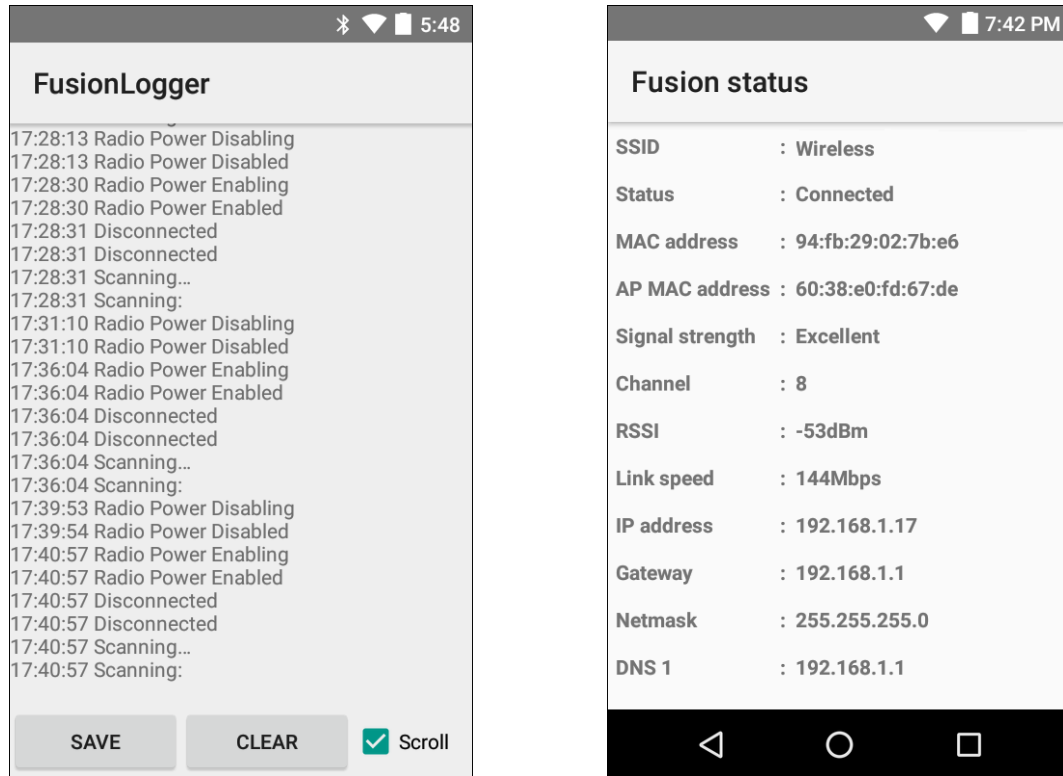 5:48
FusionLogger
17:28:13 Radio Power Disabling
17:28:13 Radio Power Disabled
17:28:30 Radio Power Enabling
17:28:30 Radio Power Enabled
17:28:31 Disconnected
17:28:31 Disconnected
17:28:31 Scanning...
17:28:31 Scanning:
17:31:10 Radio Power Disabling
17:31:10 Radio Power Disabled
17:36:04 Radio Power Enabling
17:36:04 Radio Power Enabled
17:36:04 Disconnected
17:36:04 Disconnected
17:36:04 Scanning...
17:36:04 Scanning:
17:39:53 Radio Power Disabling
17:39:54 Radio Power Disabled
17:40:57 Radio Power Enabling
17:40:57 Radio Power Enabled
17:40:57 Disconnected
17:40:57 Disconnected
17:40:57 Scanning...
17:40:57 Scanning:
SAVE CLEAR Scroll
7:42 PM
Fusion status
SSID : Wireless
Status : Connected
MAC address : 94:fb:29:02:7b:e6
AP MAC address : 60:38:e0:fd:67:de
Signal strength : Excellent
Channel : 8
RSSI : -53dBm
Link speed : 144Mbps
IP address : 192.168.1.17
Gateway : 192.168.1.1
Netmask : 255.255.255.0
DNS 1 : 192.168.1.1